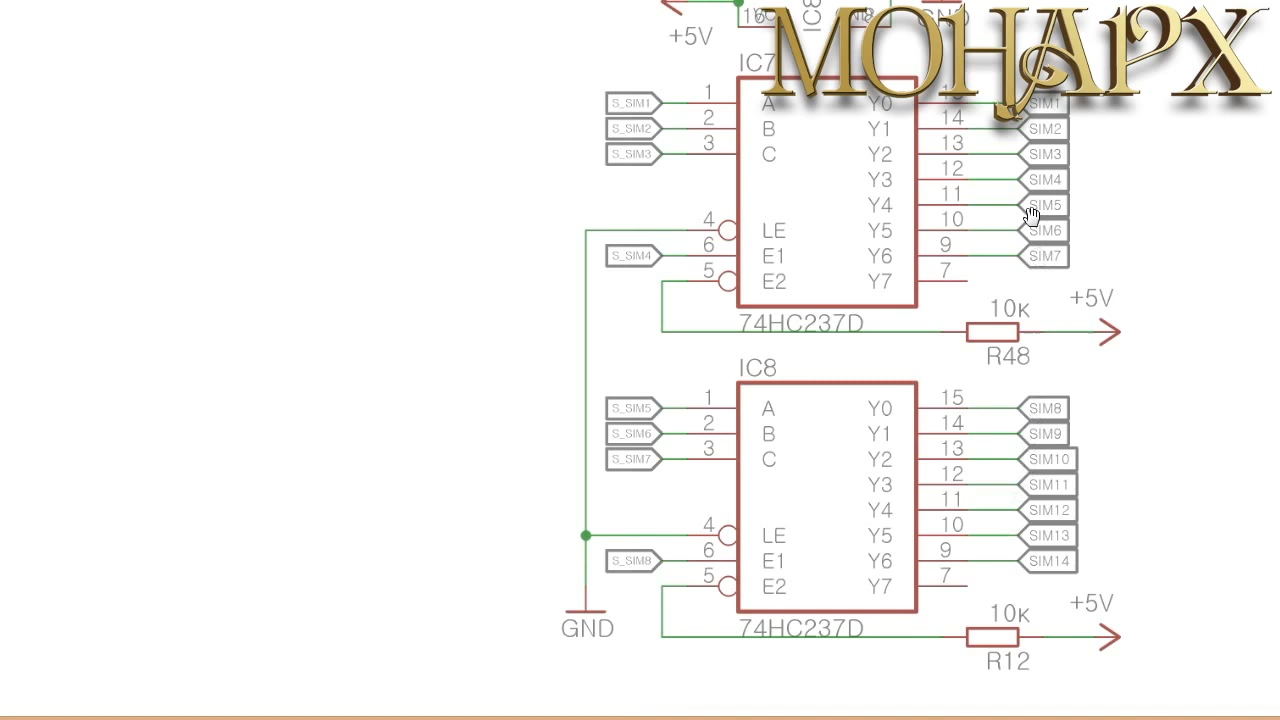 МОНАРХ
+5V
IC7
S_SIM1 1 A Y0 15 SIM1
S_SIM2 2 B Y1 14 SIM2
S_SIM3 3 C Y2 13 SIM3
Y3 12 SIM4
Y4 11 SIM5
4 LE Y5 10 SIM6
S_SIM4 6 E1 Y6 9 SIM7
5 E2 Y7 7
74HC237D
10к +5V
R48
IC8
S_SIM5 1 A Y0 15 SIM8
S_SIM6 2 B Y1 14 SIM9
S_SIM7 3 C Y2 13 SIM10
Y3 12 SIM11
Y4 11 SIM12
4 LE Y5 10 SIM13
S_SIM8 6 E1 Y6 9 SIM14
5 E2 Y7 7
GND
74HC237D
10к +5V
R12